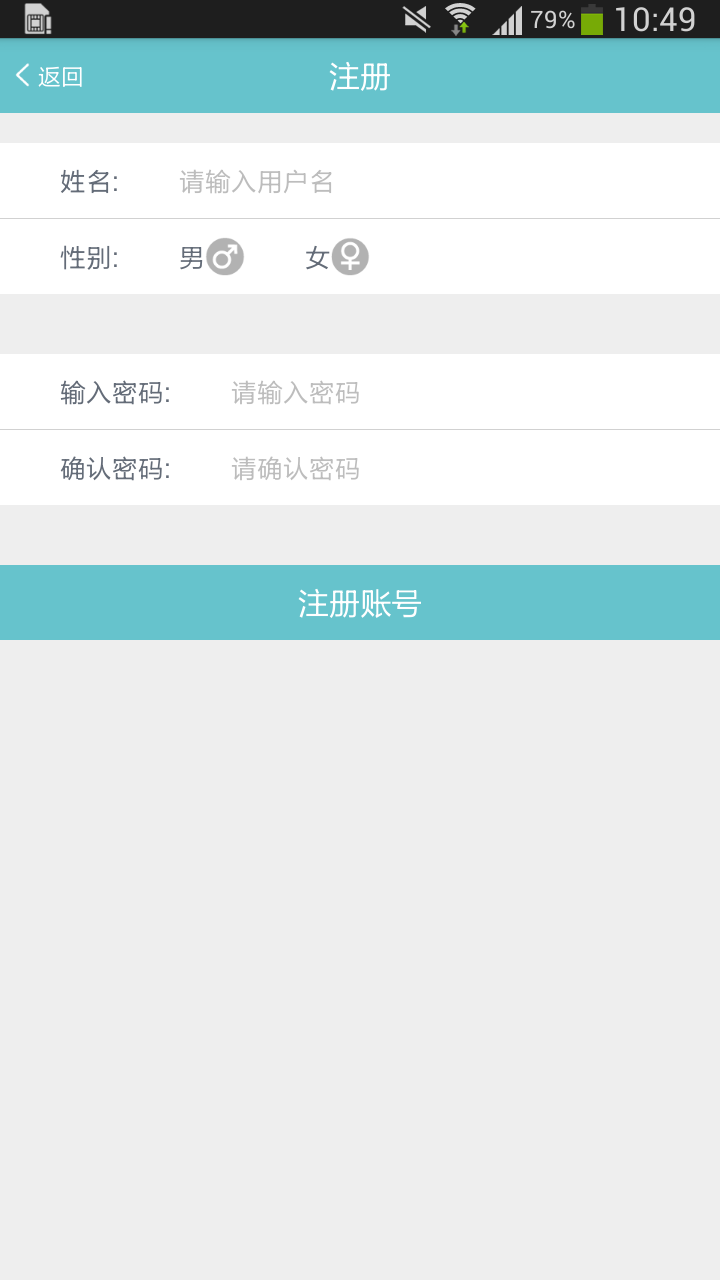 79% 10:49
返回 注册
姓名: 请输入用户名
性别: 男 女
输入密码: 请输入密码
确认密码: 请确认密码
注册账号